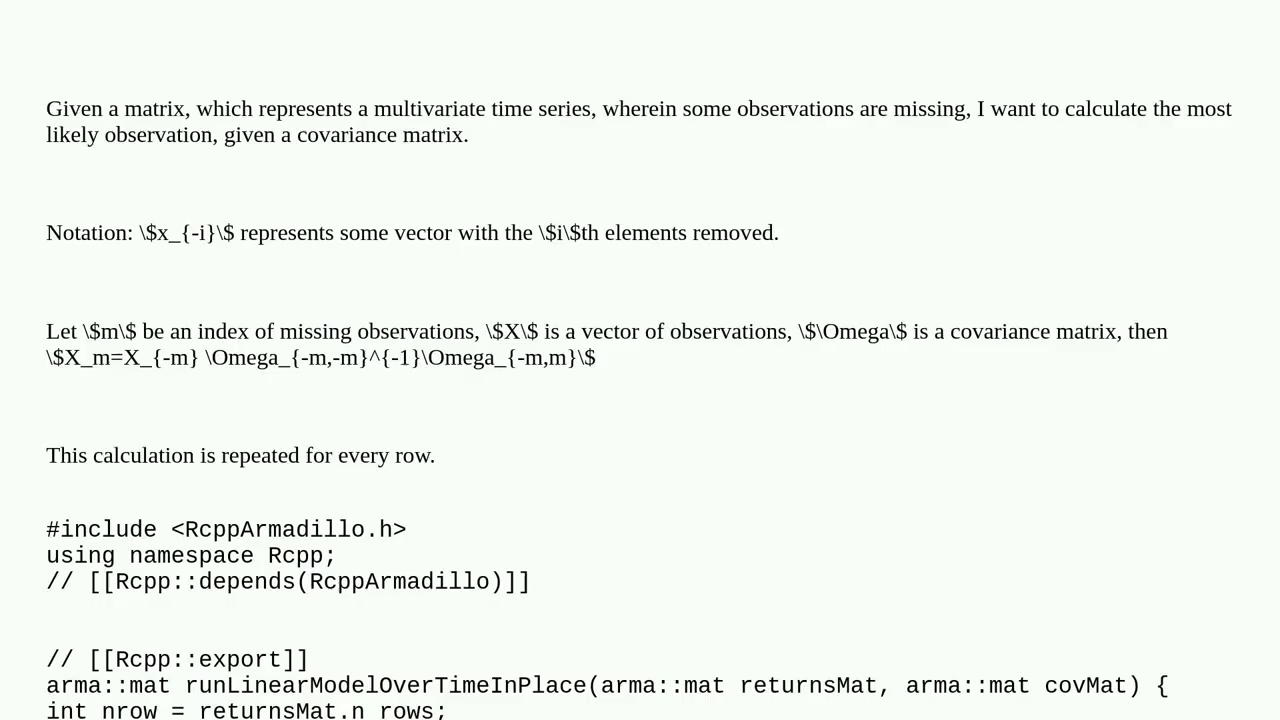 Given a matrix, which represents a multivariate time series, wherein some observations are missing, I want to calculate the most
likely observation, given a covariance matrix.
Notation: \$x_{-i}\$ represents some vector with the \$i\$th elements removed.
Let \$m\$ be an index of missing observations, \$X\$ is a vector of observations, \$\Omega\$ is a covariance matrix, then
\$X_m=X_{-m} \Omega_{-m,-m}^{-1}\Omega_{-m,m}\$
This calculation is repeated for every row.
#include <RcppArmadillo.h>
using namespace Rcpp;
// [[Rcpp::depends(RcppArmadillo)]]
// [[Rcpp::export]]
arma::mat runLinearModelOverTimeInPlace(arma::mat returnsMat, arma::mat covMat) {
int nrow = returnsMat.n_rows;